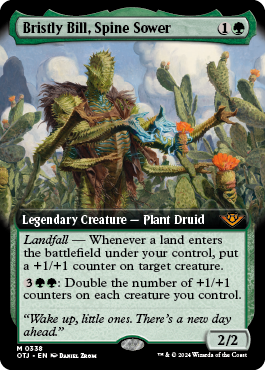 Bristly Bill, Spine Sower 1
Legendary Creature — Plant Druid
Landfall — Whenever a land enters
the battlefield under your control, put
a +1/+1 counter on target creature.
3: Double the number of +1/+1
counters on each creature you control.
“Wake up, little ones. There’s a new day
ahead.”
2/2
M 0338
OTJ • EN Daniel Zrom
™ & © 2024 Wizards of the Coast